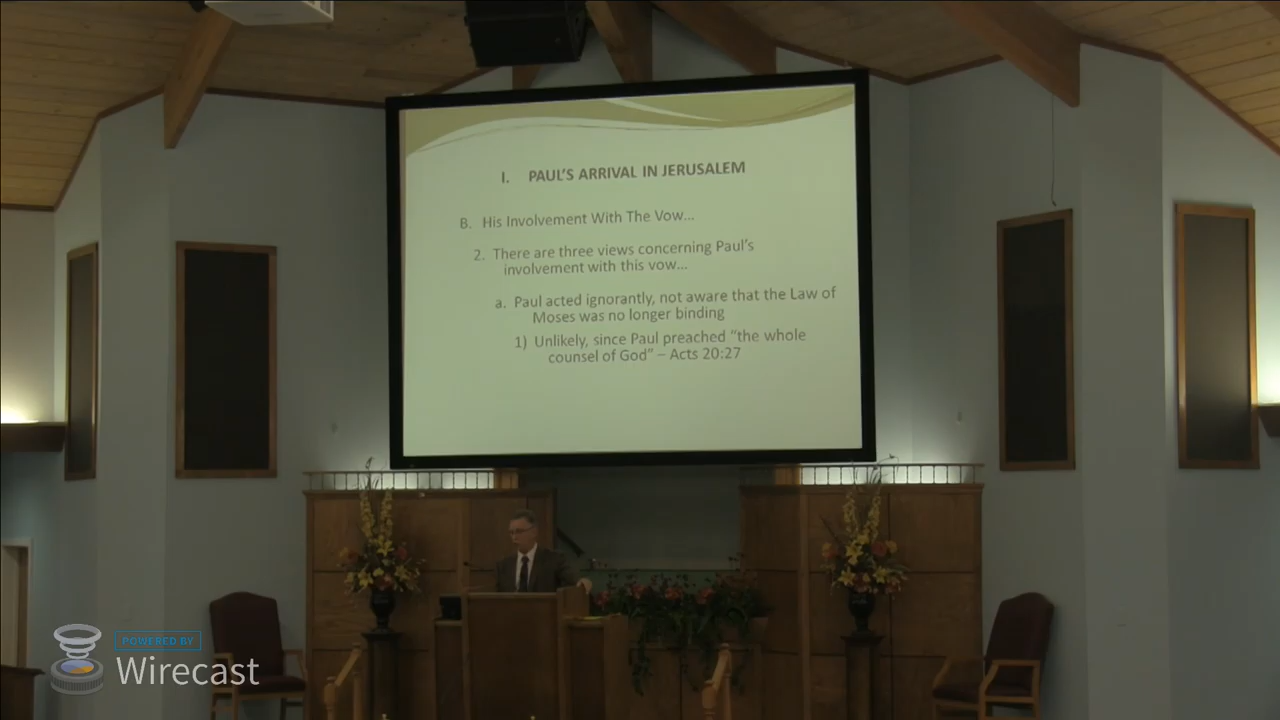 I. PAUL'S ARRIVAL IN JERUSALEM
B. His Involvement With The Vow...
2. There are three views concerning Paul's
involvement with this vow...
a. Paul acted ignorantly, not aware that the Law of
Moses was no longer binding
1) Unlikely, since Paul preached "the whole
counsel of God" – Acts 20:27
POWERED BY
Wirecast